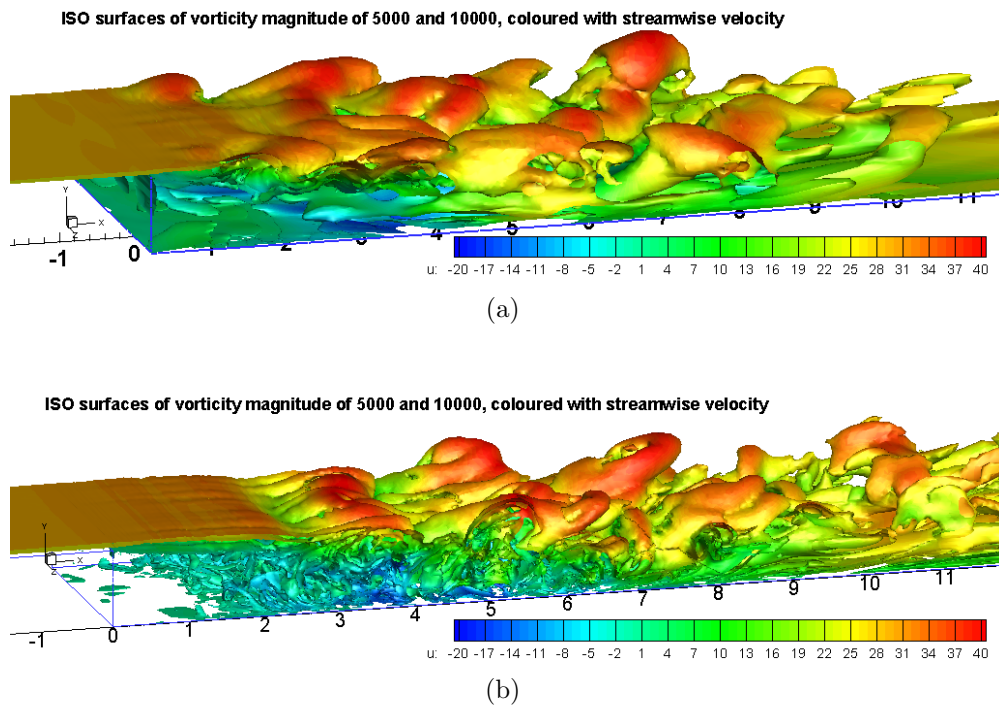 ISO surfaces of vorticity magnitude of 5000 and 10000, coloured with streamwise velocity
Y
X
Z
-1 0 1 2 3 4 5 6 7 8 9 10 11
u: -20 -17 -14 -11 -8 -5 -2 1 4 7 10 13 16 19 22 25 28 31 34 37 40
(a)
ISO surfaces of vorticity magnitude of 5000 and 10000, coloured with streamwise velocity
Y
X
Z
-1 0 1 2 3 4 5 6 7 8 9 10 11
u: -20 -17 -14 -11 -8 -5 -2 1 4 7 10 13 16 19 22 25 28 31 34 37 40
(b)